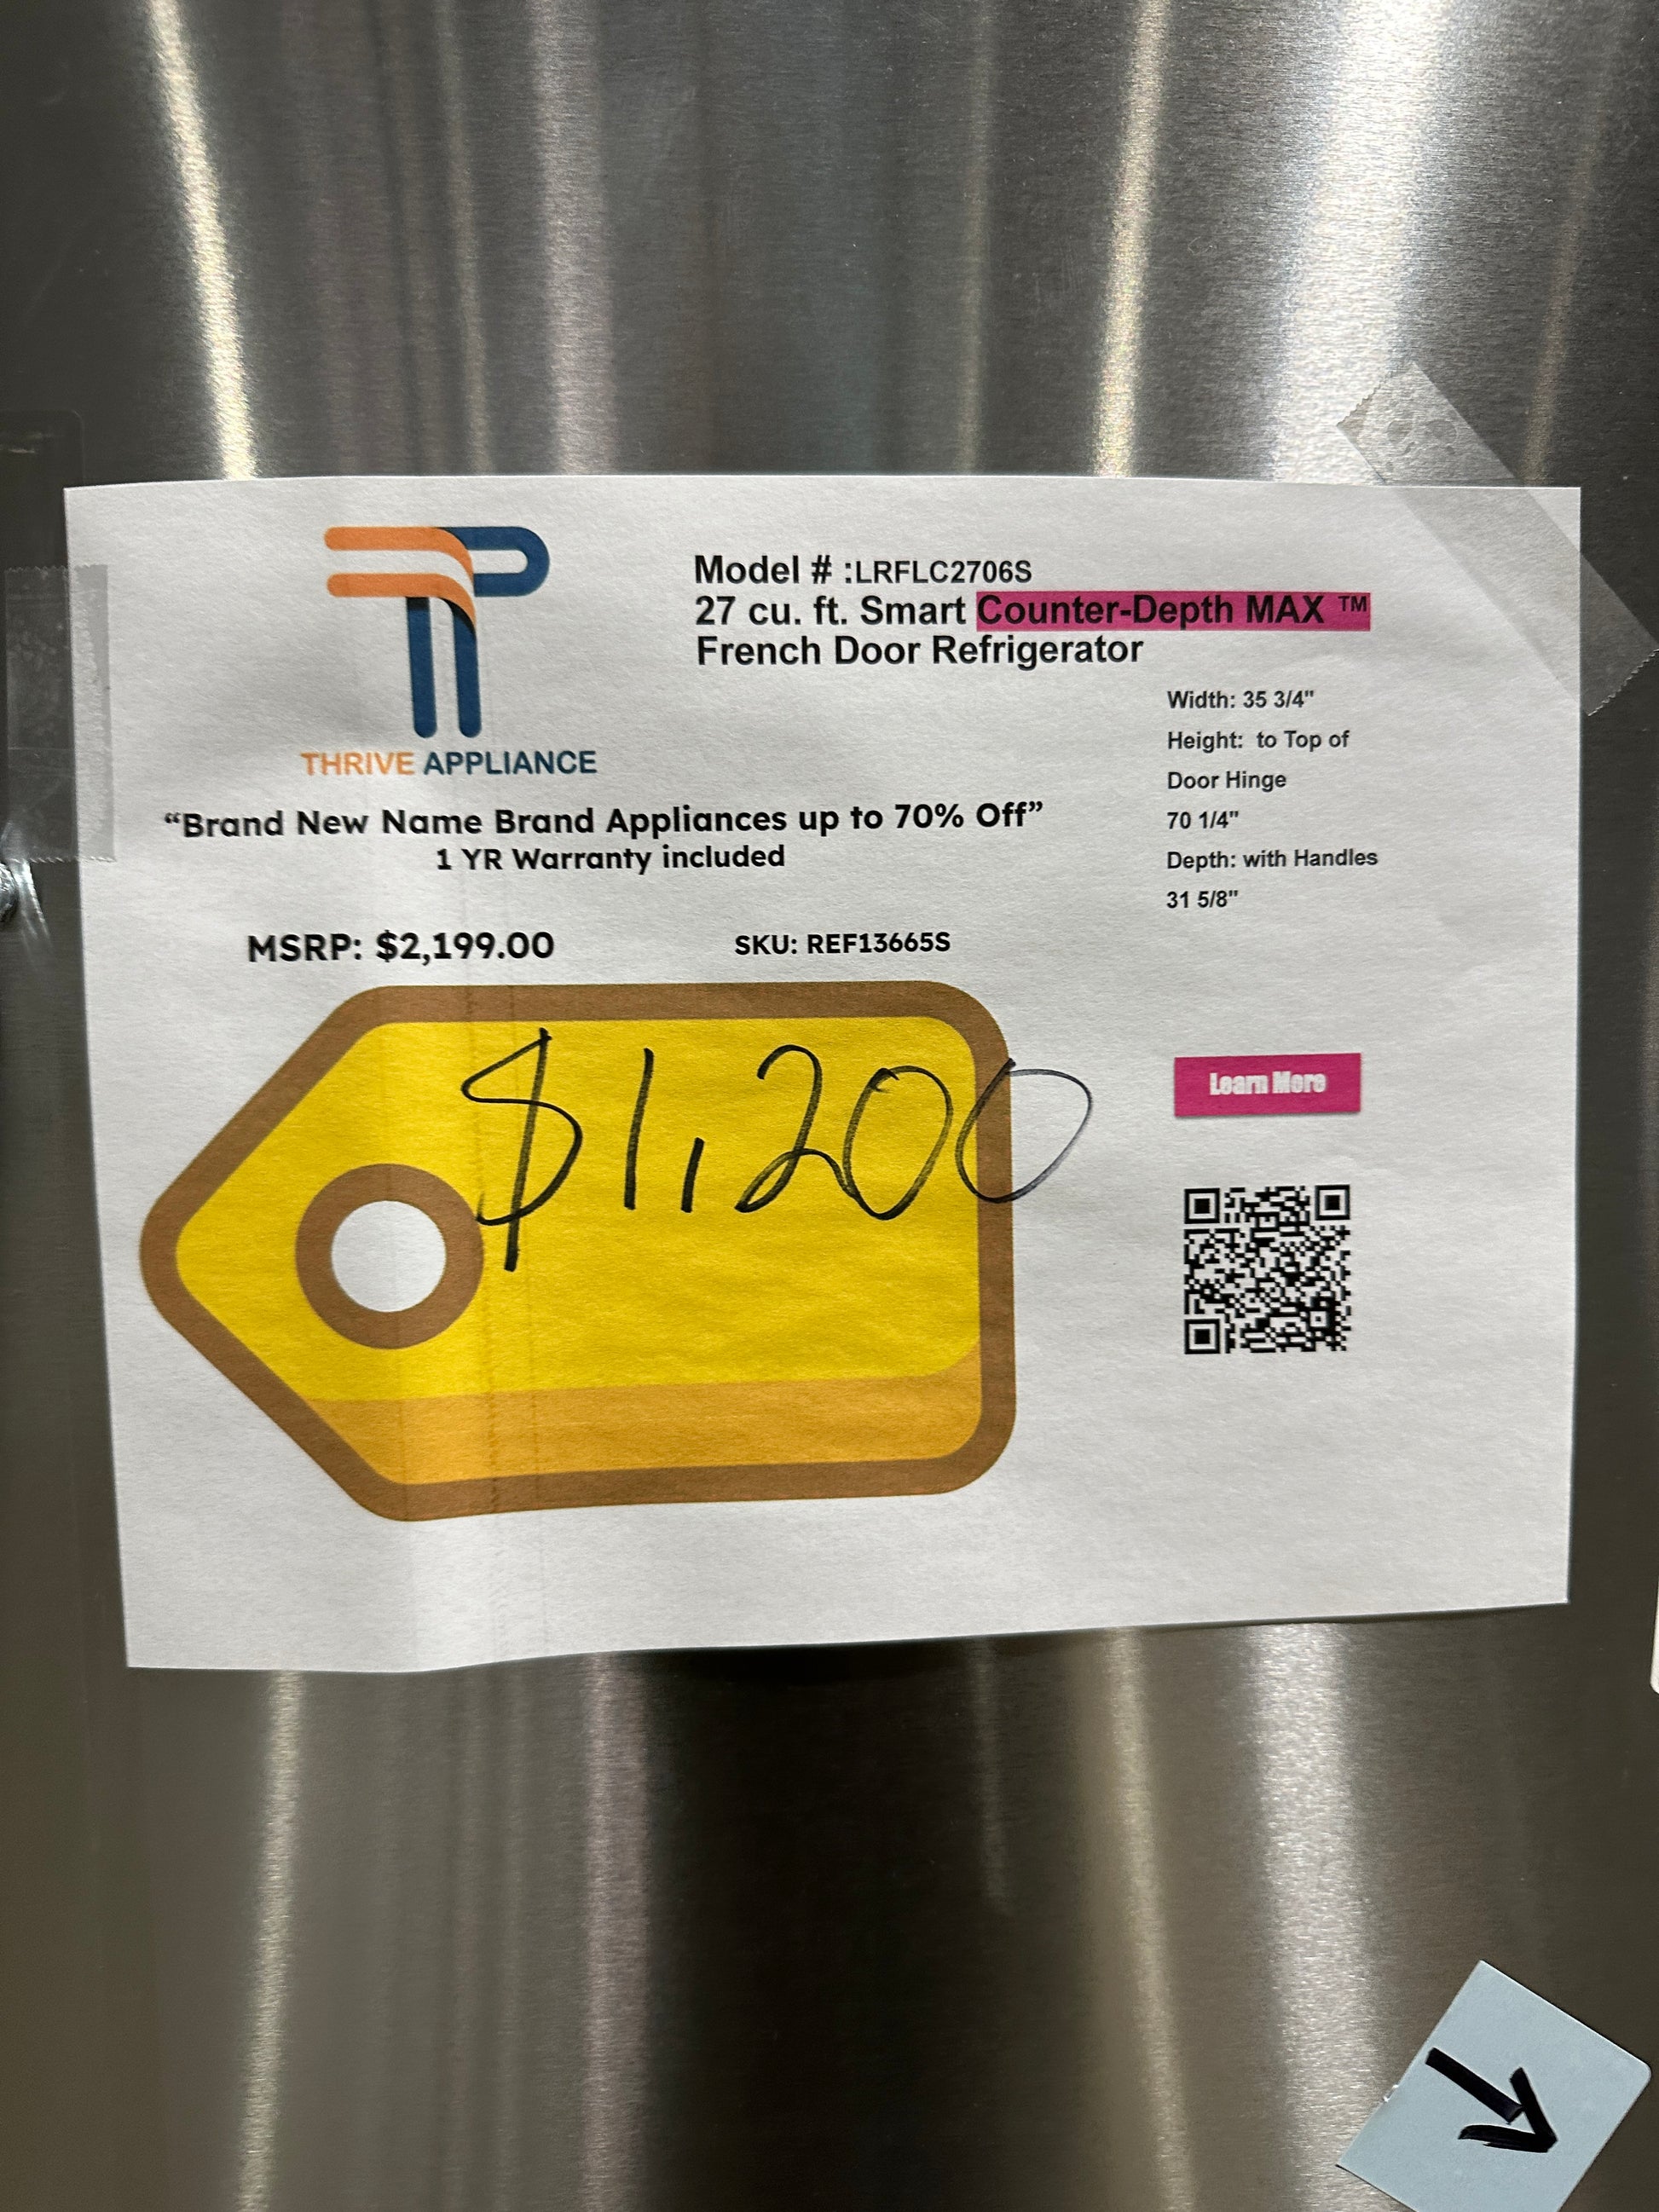 THRIVE APPLIANCE
Model # :LRFLC2706S
27 cu. ft. Smart Counter-Depth MAX ™
French Door Refrigerator
Width: 35 3/4"
Height: to Top of
Door Hinge
70 1/4"
Depth: with Handles
31 5/8"
“Brand New Name Brand Appliances up to 70% Off”
1 YR Warranty included
MSRP: $2,199.00
SKU: REF13665S
$1,200
Learn More